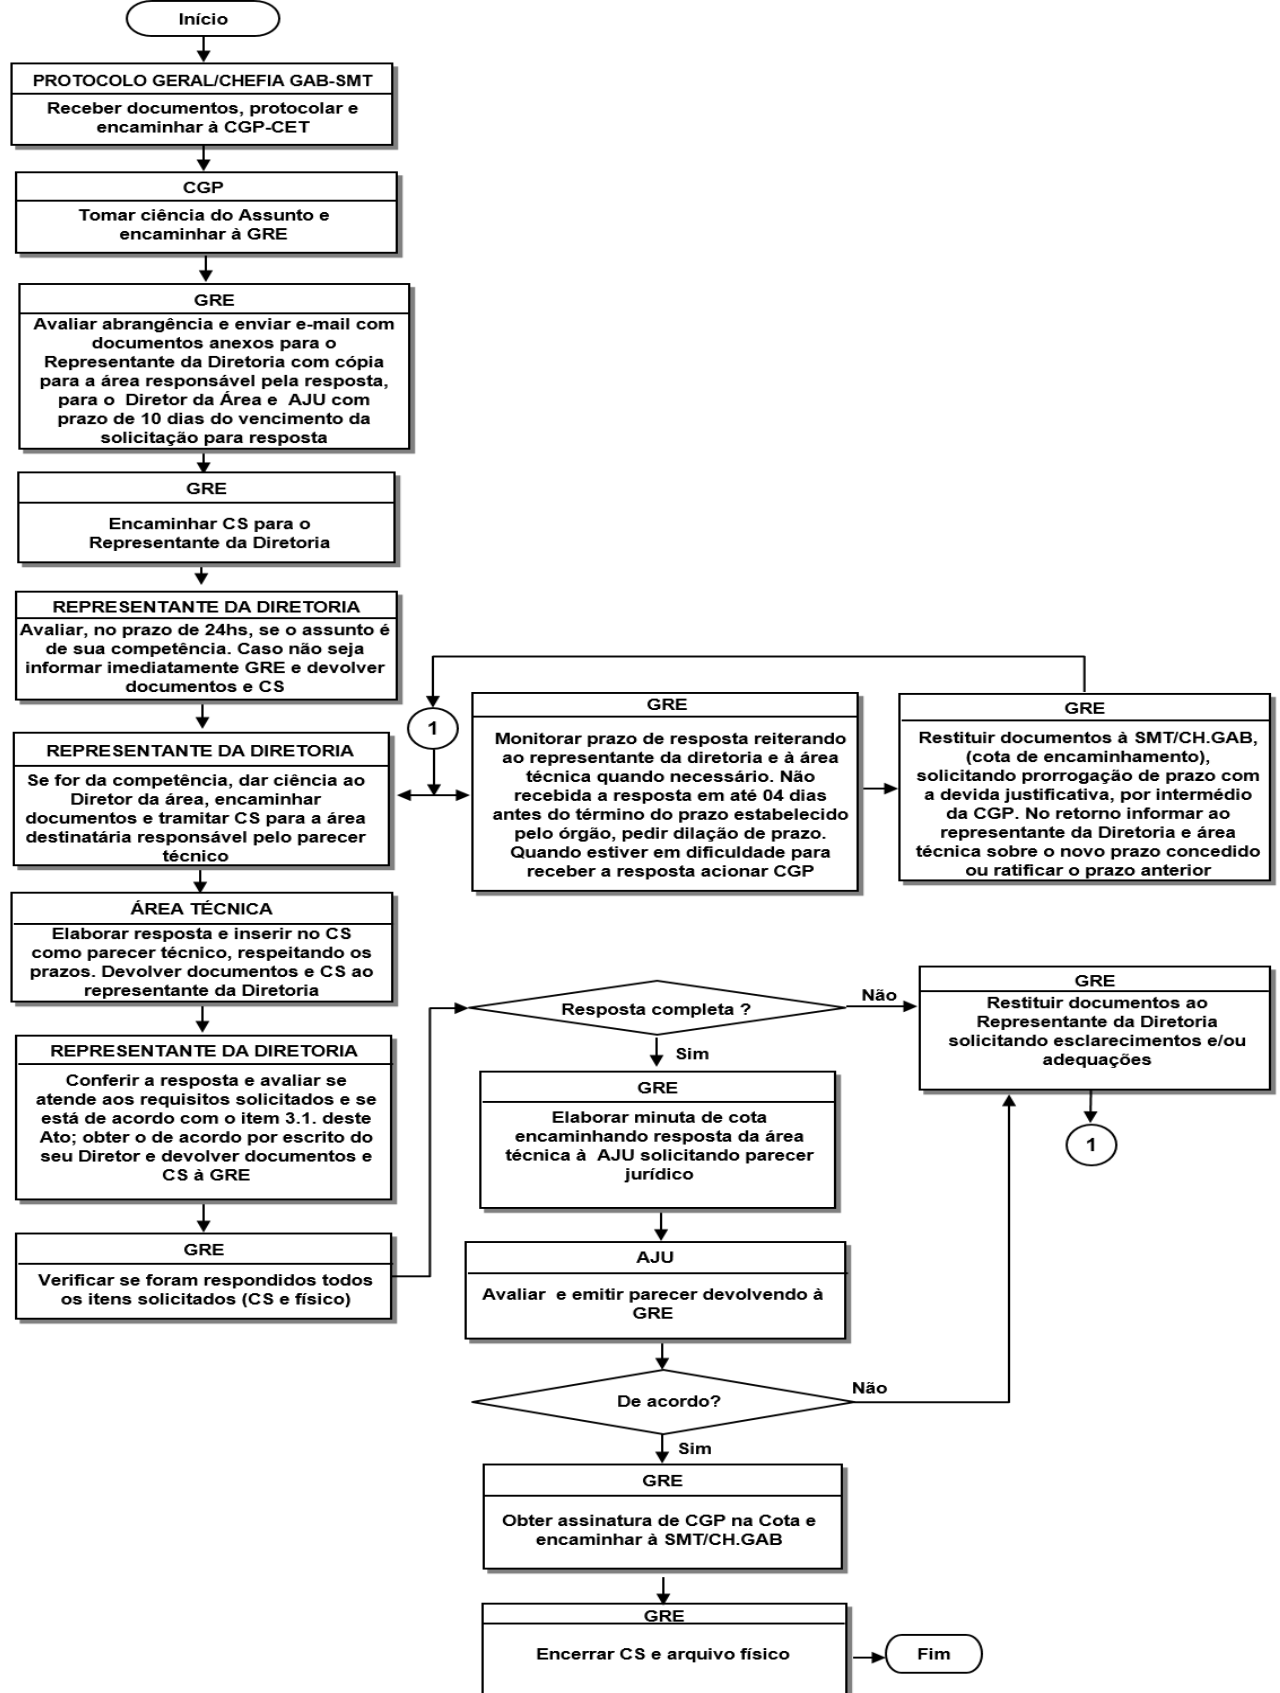 Início
PROTOCOLO GERAL/CHEFIA GAB-SMT
Receber documentos, protocolar e
encaminhar à CGP-CET
CGP
Tomar ciência do Assunto e
encaminhar à GRE
GRE
Avaliar abrangência e enviar e-mail com
documentos anexos para o
Representante da Diretoria com cópia
para a área responsável pela resposta,
para o Diretor da Área e AJU com
prazo de 10 dias do vencimento da
solicitação para resposta
GRE
Encaminhar CS para o
Representante da Diretoria
REPRESENTANTE DA DIRETORIA
Avaliar, no prazo de 24hs, se o assunto é
de sua competência. Caso não seja
informar imediatamente GRE e devolver
documentos e CS
REPRESENTANTE DA DIRETORIA
Se for da competência, dar ciência ao
Diretor da área, encaminhar
documentos e tramitar CS para a área
destinatária responsável pelo parecer
técnico
1
GRE
Monitorar prazo de resposta reiterando
ao representante da diretoria e à área
técnica quando necessário. Não
recebida a resposta em até 04 dias
antes do término do prazo estabelecido
pelo órgão, pedir dilação de prazo.
Quando estiver em dificuldade para
receber a resposta acionar CGP
GRE
Restituir documentos à SMT/CH.GAB,
(cota de encaminhamento),
solicitando prorrogação de prazo com
a devida justificativa, por intermédio
da CGP. No retorno informar ao
representante da Diretoria e área
técnica sobre o novo prazo concedido
ou ratificar o prazo anterior
ÁREA TÉCNICA
Elaborar resposta e inserir no CS
como parecer técnico, respeitando os
prazos. Devolver documentos e CS ao
representante da Diretoria
REPRESENTANTE DA DIRETORIA
Conferir a resposta e avaliar se
atende aos requisitos solicitados e se
está de acordo com o item 3.1. deste
Ato; obter o de acordo por escrito do
seu Diretor e devolver documentos e
CS à GRE
GRE
Verificar se foram respondidos todos
os itens solicitados (CS e físico)
Resposta completa ?
Não
Sim
GRE
Restituir documentos ao
Representante da Diretoria
solicitando esclarecimentos e/ou
adequações
1
GRE
Elaborar minuta de cota
encaminhando resposta da área
técnica à AJU solicitando parecer
jurídico
AJU
Avaliar e emitir parecer devolvendo à
GRE
De acordo?
Não
Sim
GRE
Obter assinatura de CGP na Cota e
encaminhar à SMT/CH.GAB
GRE
Encerrar CS e arquivo físico
Fim